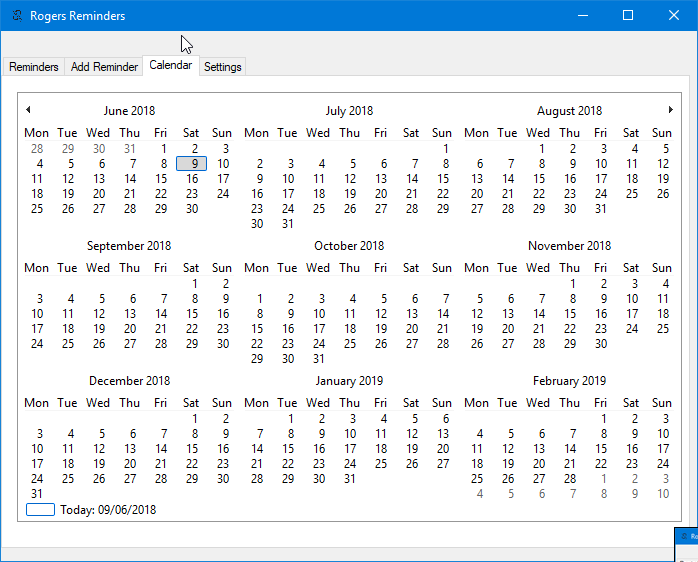 Rogers Reminders
Reminders Add Reminder Calendar Settings
June 2018 July 2018 August 2018
Mon Tue Wed Thu Fri Sat Sun Mon Tue Wed Thu Fri Sat Sun Mon Tue Wed Thu Fri Sat Sun
28 29 30 31 1 2 3 1 1 2 3 4 5
4 5 6 7 8 9 10 2 3 4 5 6 7 8 6 7 8 9 10 11 12
11 12 13 14 15 16 17 9 10 11 12 13 14 15 13 14 15 16 17 18 19
18 19 20 21 22 23 24 16 17 18 19 20 21 22 20 21 22 23 24 25 26
25 26 27 28 29 30 23 24 25 26 27 28 29 27 28 29 30 31
30 31
September 2018 October 2018 November 2018
Mon Tue Wed Thu Fri Sat Sun Mon Tue Wed Thu Fri Sat Sun Mon Tue Wed Thu Fri Sat Sun
1 2 1 2 3 4
3 4 5 6 7 8 9 1 2 3 4 5 6 7 5 6 7 8 9 10 11
10 11 12 13 14 15 16 8 9 10 11 12 13 14 12 13 14 15 16 17 18
17 18 19 20 21 22 23 15 16 17 18 19 20 21 19 20 21 22 23 24 25
24 25 26 27 28 29 30 22 23 24 25 26 27 28 26 27 28 29 30
29 30 31
December 2018 January 2019 February 2019
Mon Tue Wed Thu Fri Sat Sun Mon Tue Wed Thu Fri Sat Sun Mon Tue Wed Thu Fri Sat Sun
1 2 1 2 3 4 5 6 1 2 3
3 4 5 6 7 8 9 7 8 9 10 11 12 13 4 5 6 7 8 9 10
10 11 12 13 14 15 16 14 15 16 17 18 19 20 11 12 13 14 15 16 17
17 18 19 20 21 22 23 21 22 23 24 25 26 27 18 19 20 21 22 23 24
24 25 26 27 28 29 30 28 29 30 31 25 26 27 28 1 2 3
31 4 5 6 7 8 9 10
Today: 09/06/2018